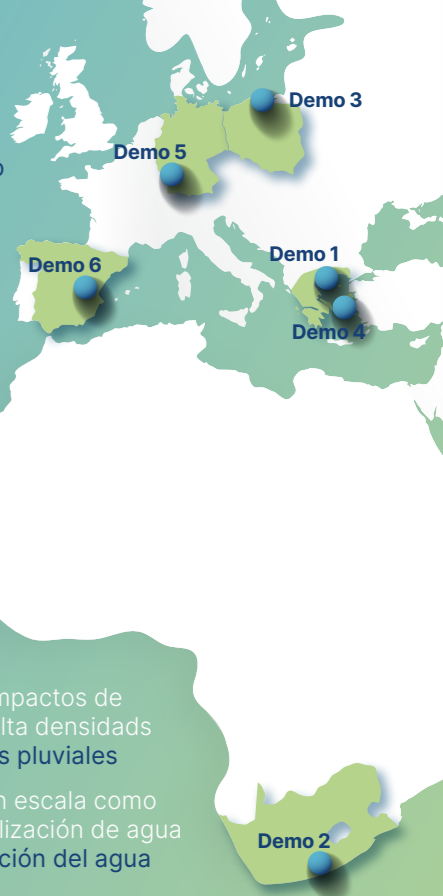 Demo 3
Demo 5
Demo 1
Demo 6
Demo 4
mpactos de
lta densidads
s pluviales
n escala como
lización de agua
ción del agua
Demo 2